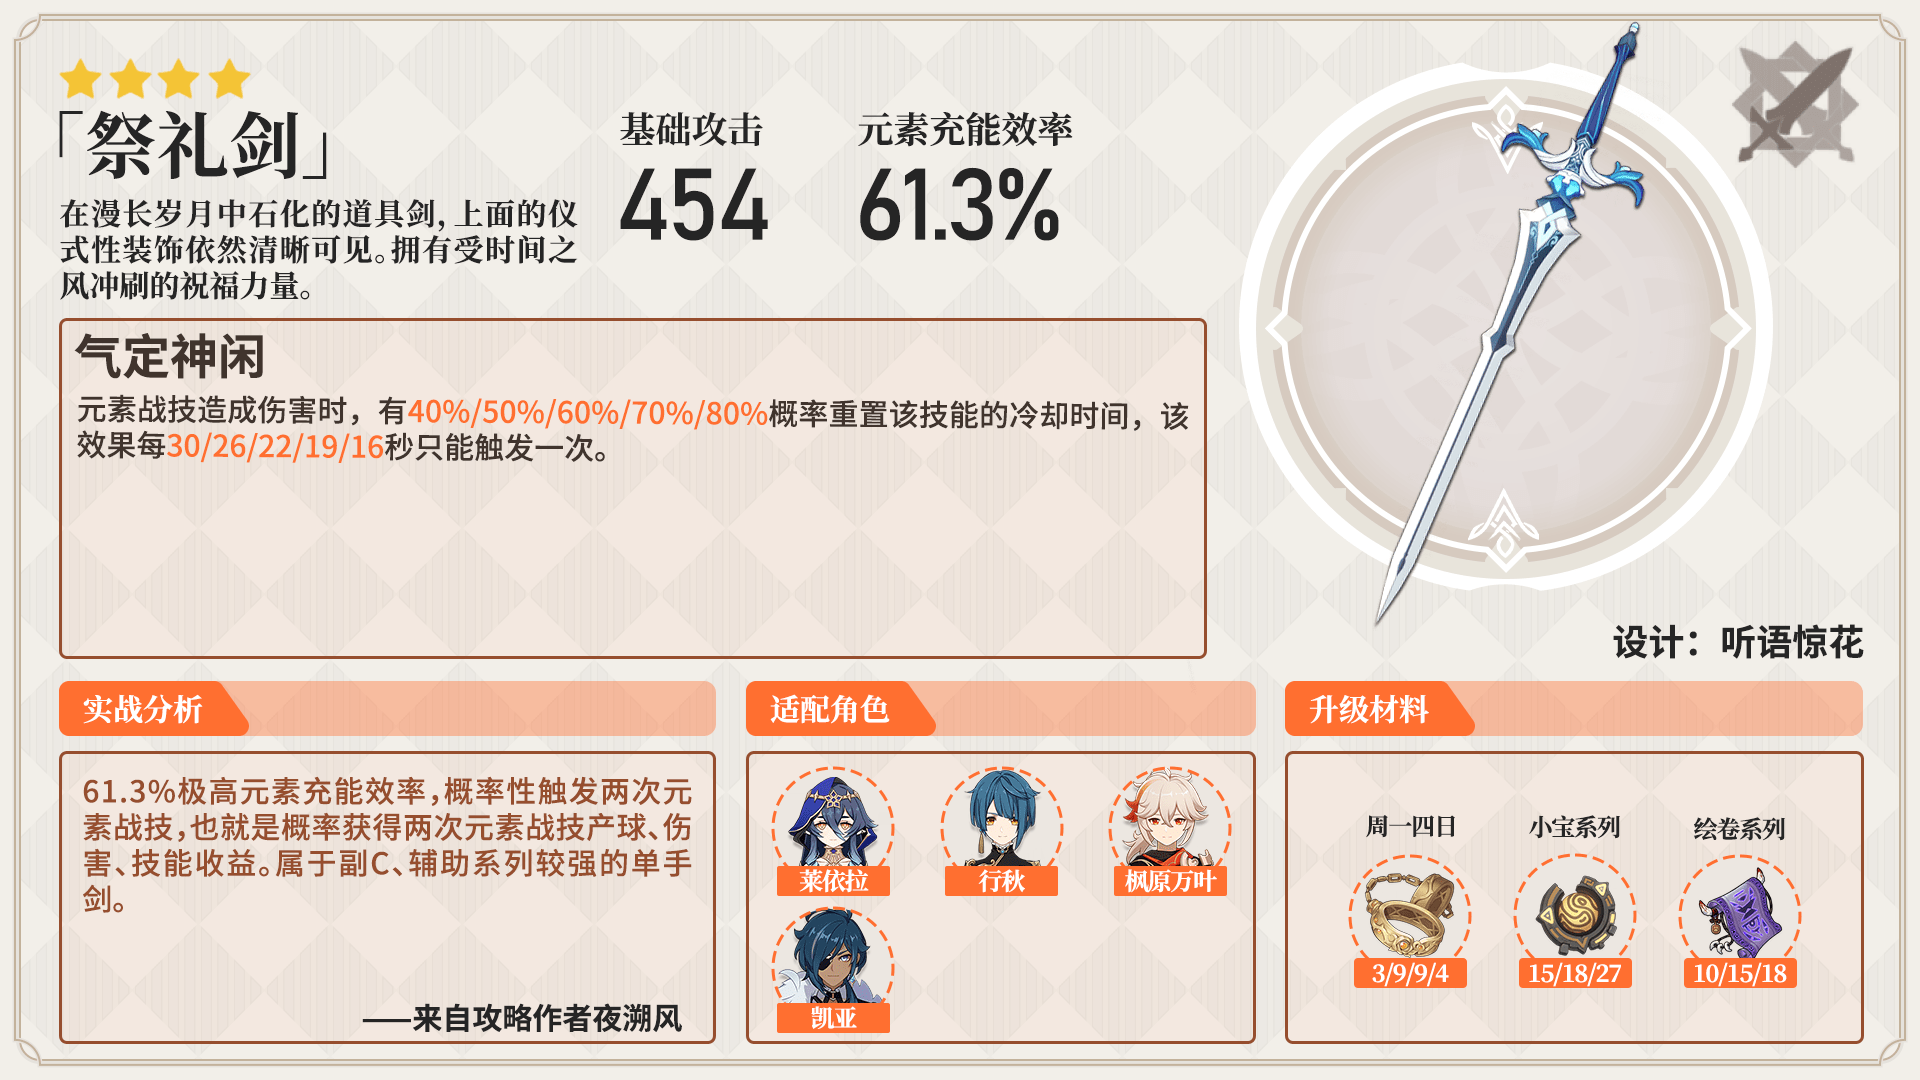 「祭礼剑」
在漫长岁月中石化的道具剑，上面的仪
式性装饰依然清晰可见。拥有受时间之
风冲刷的祝福力量。
基础攻击
454
元素充能效率
61.3%
气定神闲
元素战技造成伤害时，有40%/50%/60%/70%/80%概率重置该技能的冷却时间，该
效果每30/26/22/19/16秒只能触发一次。
设计：听语惊花
实战分析
61.3%极高元素充能效率，概率性触发两次元
素战技，也就是概率获得两次元素战技产球、伤
害、技能收益。属于副C、辅助系列较强的单手
剑。
——来自攻略作者夜溯风
适配角色
莱依拉
行秋
枫原万叶
凯亚
升级材料
周一四日
小宝系列
绘卷系列
3/9/9/4
15/18/27
10/15/18